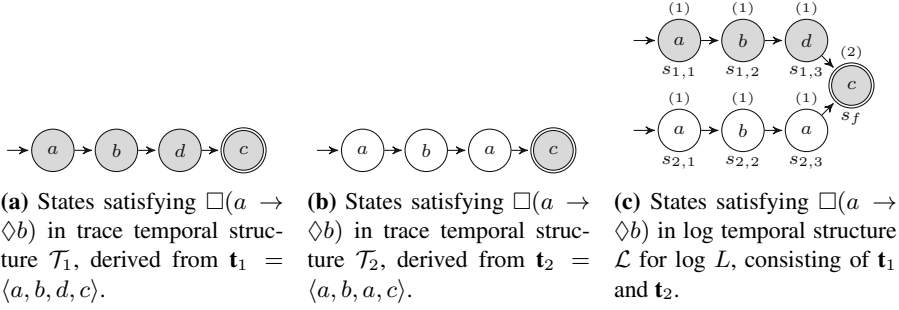 (1) (1) (1)
a b d (2)
s1,1 s1,2 s1,3 c
(1) (1) (1) sf
a b d c a b a c a b a
s2,1 s2,2 s2,3
(a) States satisfying □(a →
◊b) in trace temporal struc-
ture 𝒯1, derived from t1 =
⟨a, b, d, c⟩.
(b) States satisfying □(a →
◊b) in trace temporal struc-
ture 𝒯2, derived from t2 =
⟨a, b, a, c⟩.
(c) States satisfying □(a →
◊b) in log temporal structure
ℒ for log L, consisting of t1
and t2.